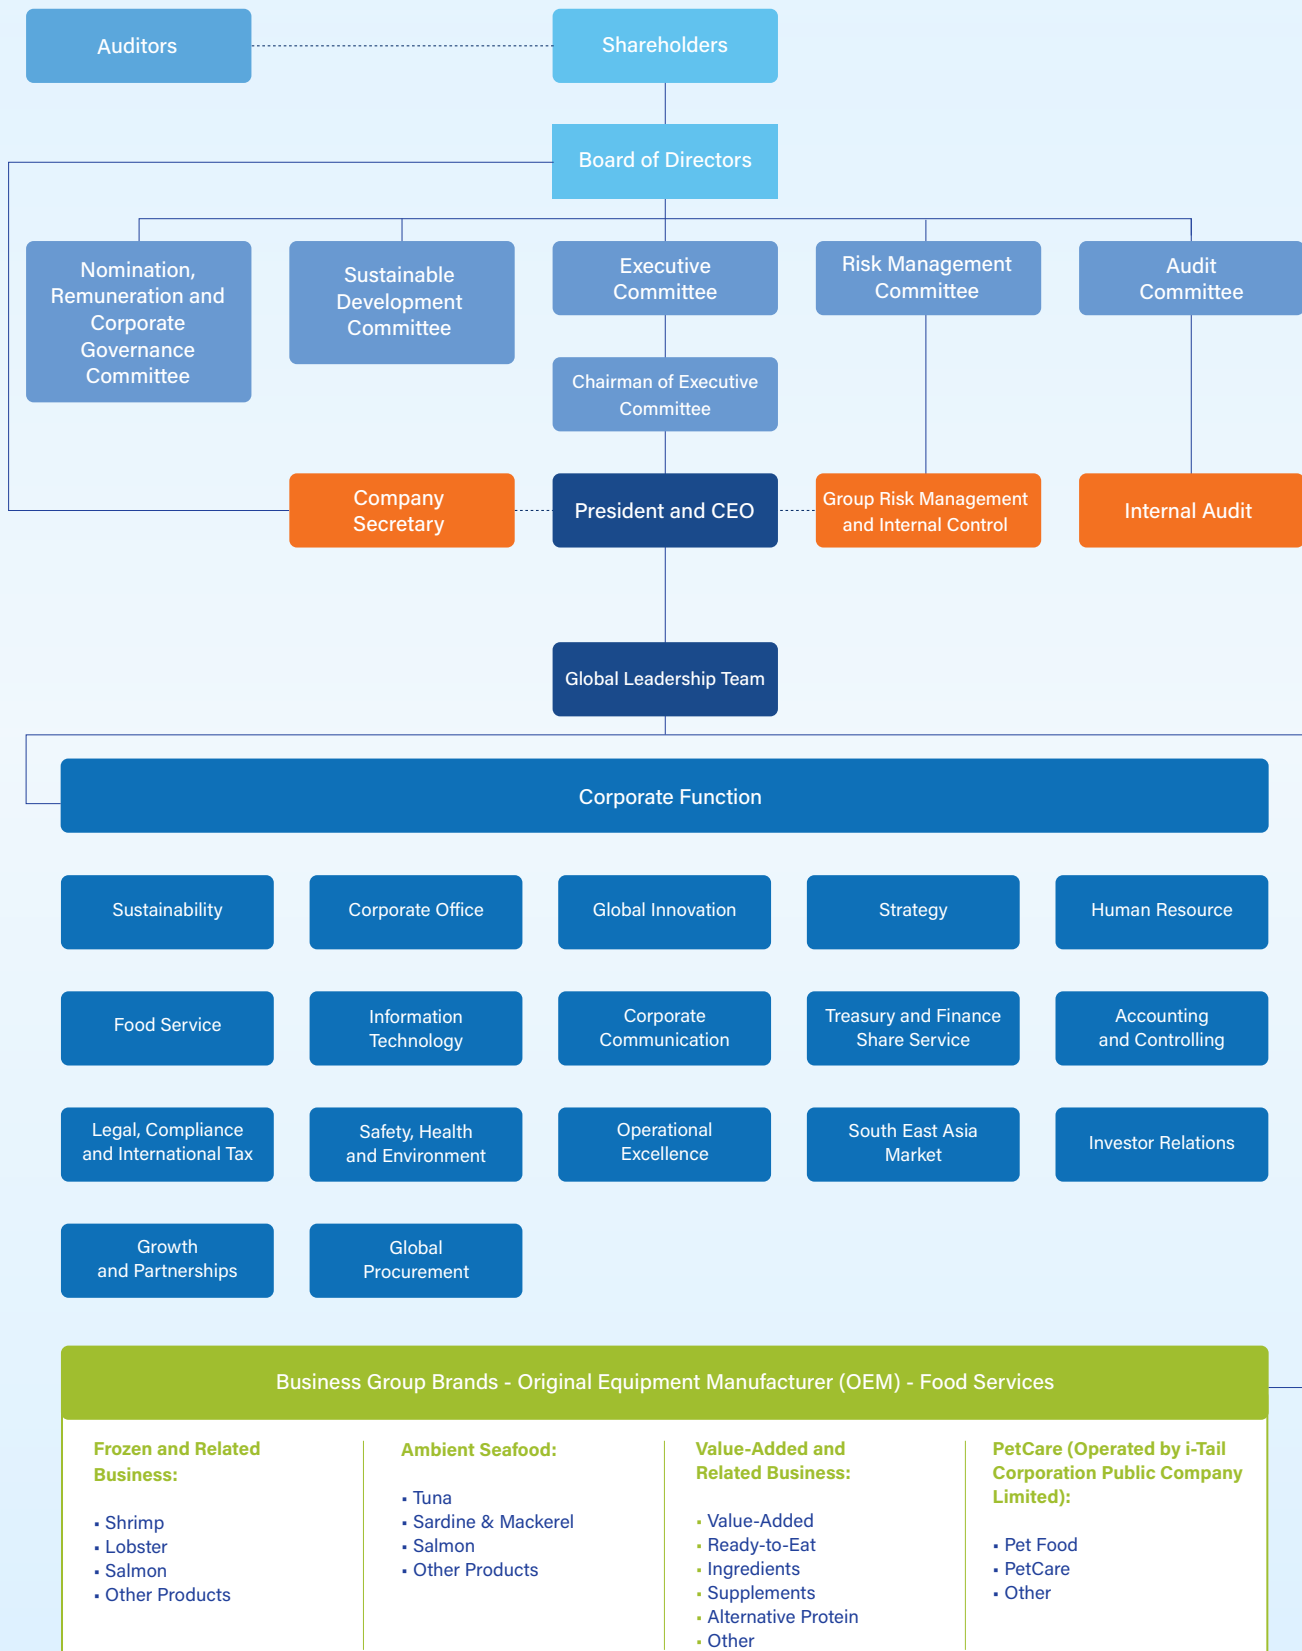 Auditors
Shareholders
Board of Directors
Nomination,
Remuneration and
Corporate
Governance
Committee
Sustainable
Development
Committee
Executive
Committee
Risk Management
Committee
Audit
Committee
Chairman of Executive
Committee
Company
Secretary
President and CEO
Group Risk Management
and Internal Control
Internal Audit
Global Leadership Team
Corporate Function
Sustainability
Corporate Office
Global Innovation
Strategy
Human Resource
Food Service
Information
Technology
Corporate
Communication
Treasury and Finance
Share Service
Accounting
and Controlling
Legal, Compliance
and International Tax
Safety, Health
and Environment
Operational
Excellence
South East Asia
Market
Investor Relations
Growth
and Partnerships
Global
Procurement
Business Group Brands - Original Equipment Manufacturer (OEM) - Food Services
Frozen and Related
Business:
▪ Shrimp
▪ Lobster
▪ Salmon
▪ Other Products
Ambient Seafood:
▪ Tuna
▪ Sardine & Mackerel
▪ Salmon
▪ Other Products
Value-Added and
Related Business:
▪ Value-Added
▪ Ready-to-Eat
▪ Ingredients
▪ Supplements
▪ Alternative Protein
▪ Other
PetCare (Operated by i-Tail
Corporation Public Company
Limited):
▪ Pet Food
▪ PetCare
▪ Other